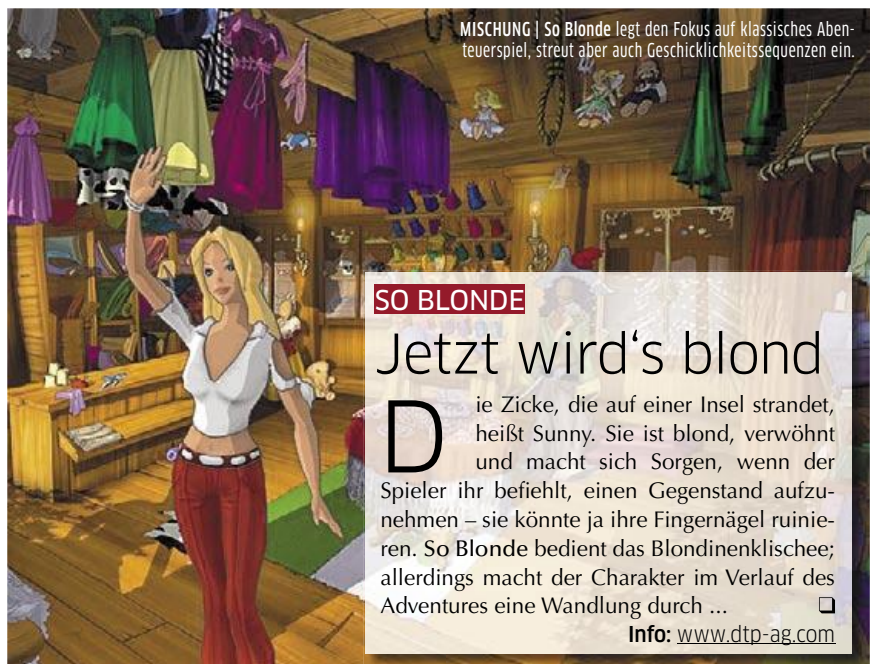 MISCHUNG | So Blonde legt den Fokus auf klassisches Aben-
teuerspiel, streut aber auch Geschicklichkeitssequenzen ein.
SO BLONDE
Jetzt wird‘s blond
Die Zicke, die auf einer Insel strandet,
heißt Sunny. Sie ist blond, verwöhnt
und macht sich Sorgen, wenn der
Spieler ihr befiehlt, einen Gegenstand aufzu-
nehmen – sie könnte ja ihre Fingernägel ruinie-
ren. So Blonde bedient das Blondinenklischee;
allerdings macht der Charakter im Verlauf des
Adventures eine Wandlung durch ... ❑
Info: www.dtp-ag.com